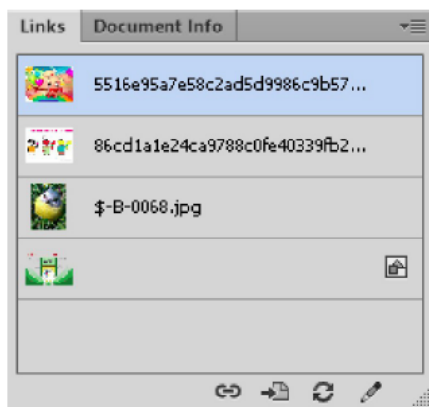 Links Document Info
5516e95a7e58c2ad5d9986c9b57...
86cd1a1e24ca9788c0fe40339fb2...
$-B-0068.jpg